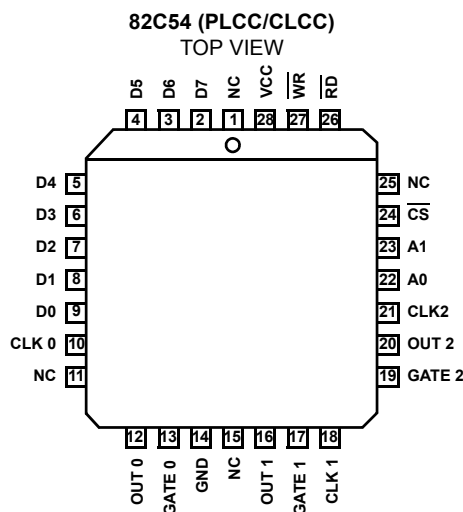 82C54 (PLCC/CLCC)
TOP VIEW
D5 D6 D7 NC VCC WR RD
4 3 2 1 28 27 26
D4 5
D3 6
D2 7
D1 8
D0 9
CLK 0 10
NC 11
25 NC
24 CS
23 A1
22 A0
21 CLK2
20 OUT 2
19 GATE 2
12 13 14 15 16 17 18
OUT 0 GATE 0 GND NC OUT 1 GATE 1 CLK 1